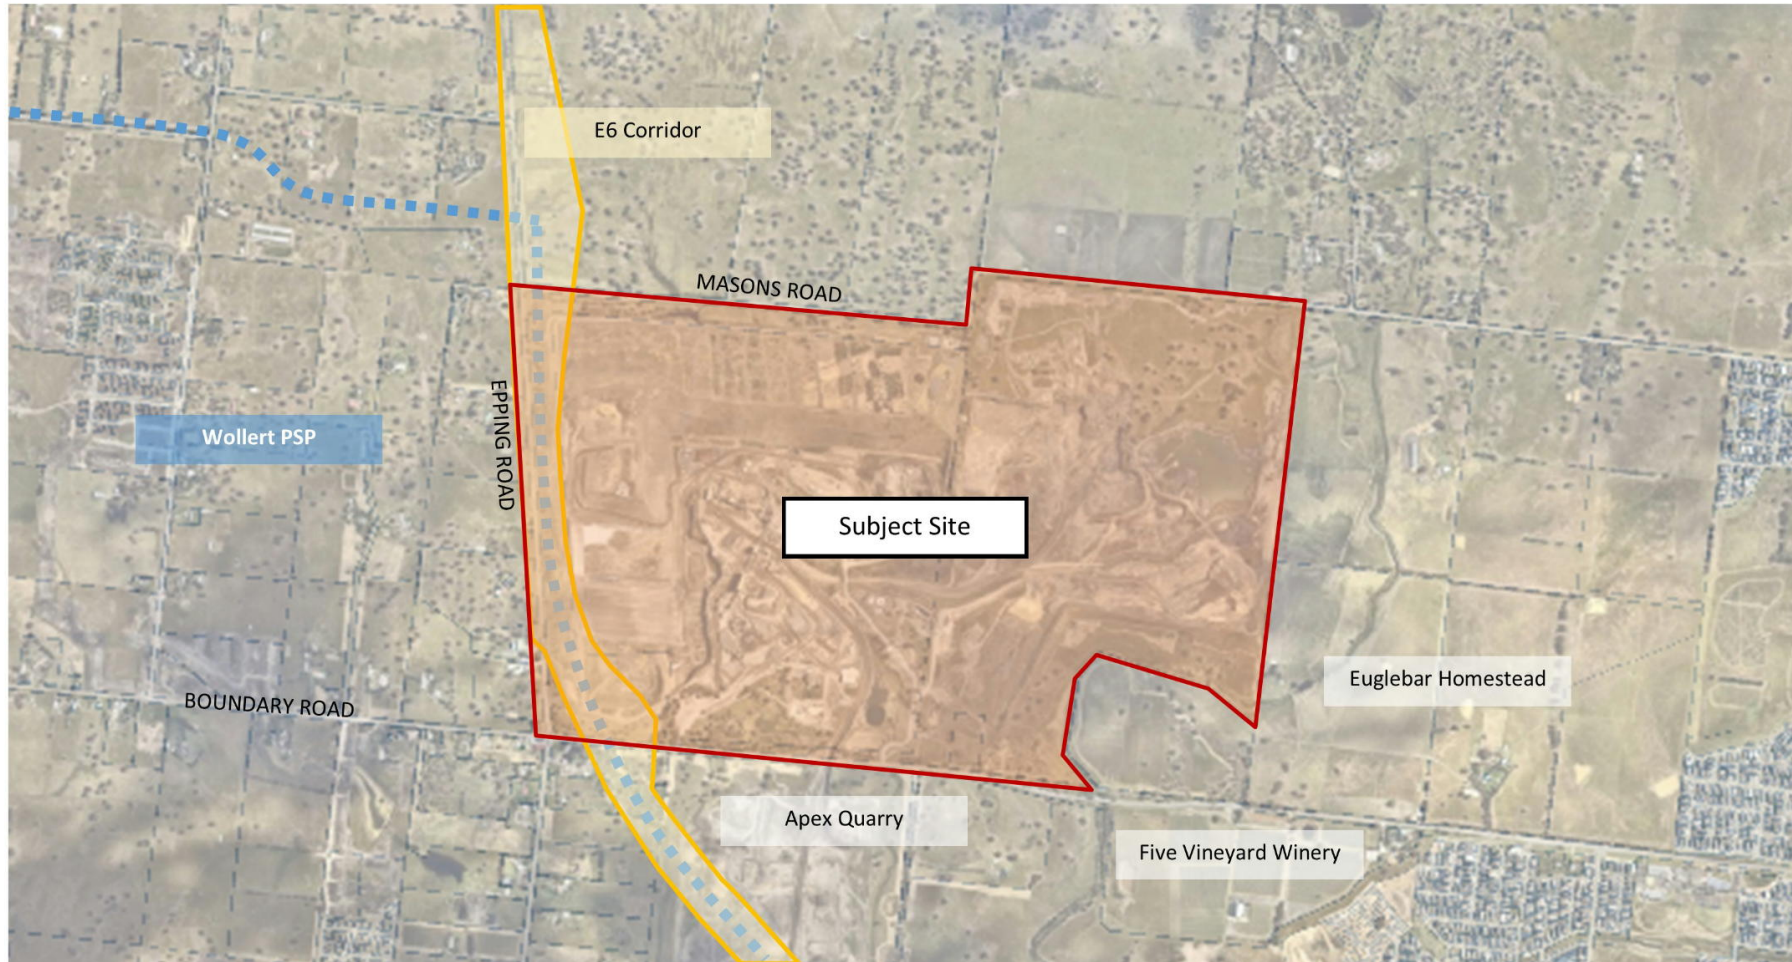 E6 Corridor
MASONS ROAD
EPPING ROAD
Wollert PSP
Subject Site
Euglebar Homestead
BOUNDARY ROAD
Apex Quarry
Five Vineyard Winery